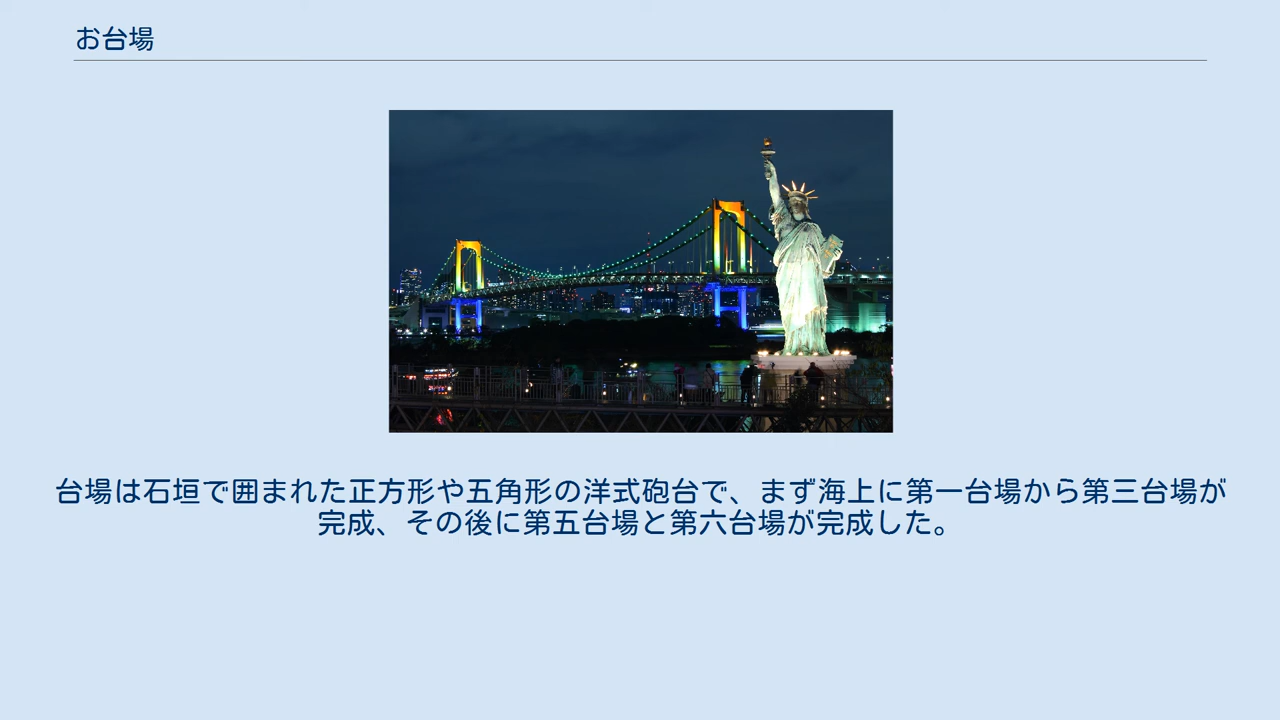 お台場
台場は石垣で囲まれた正方形や五角形の洋式砲台で、まず海上に第一台場から第三台場が
完成、その後に第五台場と第六台場が完成した。